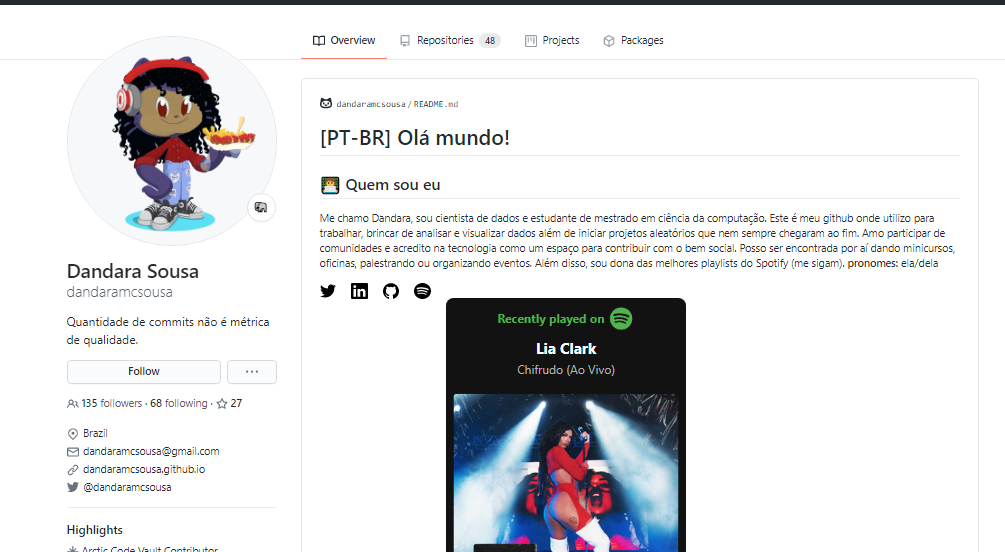 Overview Repositories 48 Projects Packages
dandaramcsousa / README.md
[PT-BR] Olá mundo!
Quem sou eu
Me chamo Dandara, sou cientista de dados e estudante de mestrado em ciência da computação. Este é meu github onde utilizo para
trabalhar, brincar de analisar e visualizar dados além de iniciar projetos aleatórios que nem sempre chegaram ao fim. Amo participar de
comunidades e acredito na tecnologia como um espaço para contribuir com o bem social. Posso ser encontrada por aí dando minicursos,
oficinas, palestrando ou organizando eventos. Além disso, sou dona das melhores playlists do Spotify (me sigam). pronomes: ela/dela
Recently played on
Lia Clark
Chifrudo (Ao Vivo)
Dandara Sousa
dandaramcsousa
Quantidade de commits não é métrica
de qualidade.
Follow ...
135 followers · 68 following · 27
Brazil
dandaramcsousa@gmail.com
dandaramcsousa.github.io
@dandaramcsousa
Highlights
Arctic Code Vault Contributor